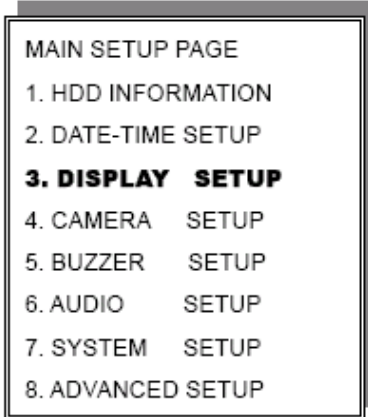 MAIN SETUP PAGE
1. HDD INFORMATION
2. DATE-TIME SETUP
3. DISPLAY SETUP
4. CAMERA SETUP
5. BUZZER SETUP
6. AUDIO SETUP
7. SYSTEM SETUP
8. ADVANCED SETUP